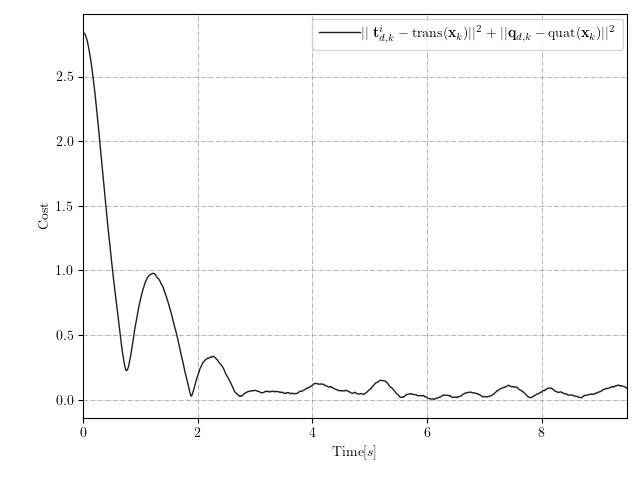 || t^i_{d,k} − trans(x_k)||² + ||q_{d,k} − quat(x_k)||²
2.5
2.0
1.5
1.0
0.5
0.0
Cost
0 2 4 6 8
Time[s]